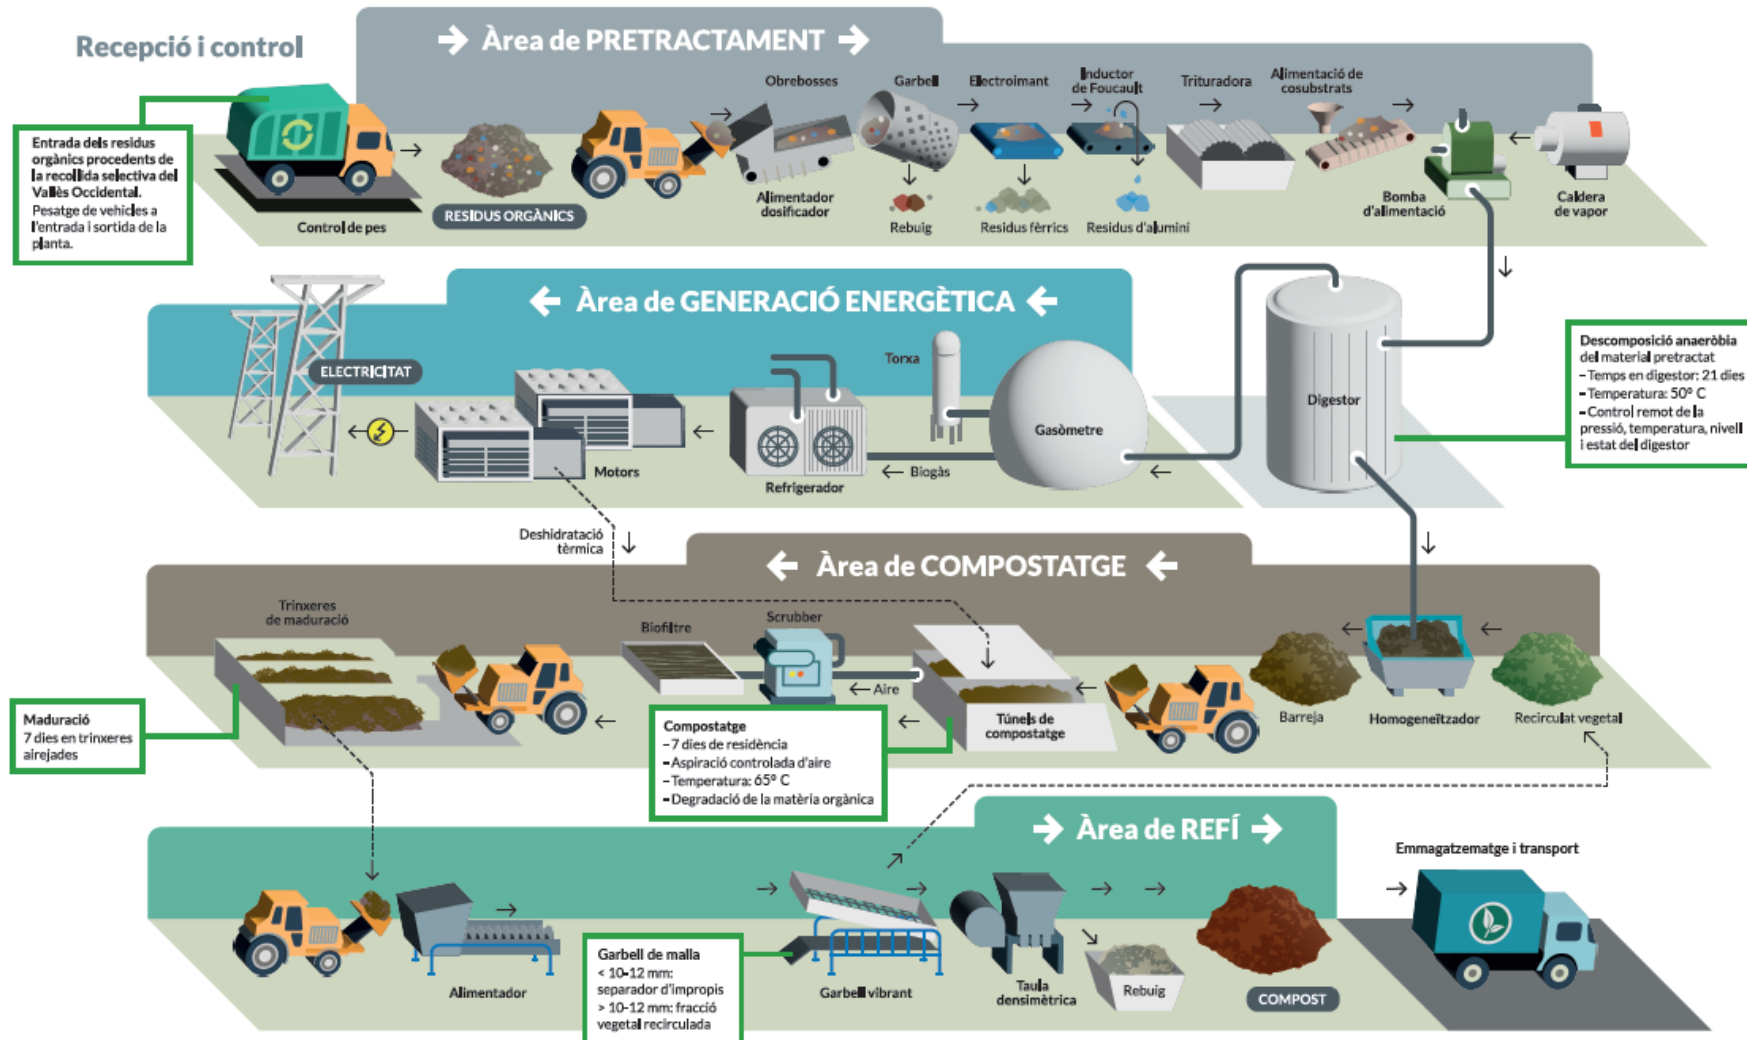 Recepció i control
Àrea de PRETRACTAMENT
Obrebosses
Garbell
Electroimant
Inductor
de Foucault
Trituradora
Alimentació de
cosubstrats
Entrada dels residus
orgànics procedents de
la recollida selectiva del
Vallès Occidental.
Pesatge de vehicles a
l'entrada i sortida de la
planta.
Control de pes
RESIDUS ORGÀNICS
Alimentador
dosificador
Rebuig
Residus fèrrics
Residus d'alumini
Bomba
d'alimentació
Caldera
de vapor
Àrea de GENERACIÓ ENERGÈTICA
ELECTRICITAT
Motors
Refrigerador
Torxa
Biogàs
Gasòmetre
Digestor
Descomposició anaeròbia
del material pretractat
- Temps en digestor: 21 dies
- Temperatura: 50º C
- Control remot de la
pressió, temperatura, nivell
i estat del digestor
Deshidratació
tèrmica
Àrea de COMPOSTATGE
Trinxeres
de maduració
Biofiltre
Scrubber
Aire
Túnels de
compostatge
Barreja
Homogeneïtzador
Recirculat vegetal
Maduració
7 dies en trinxeres
airejades
Compostatge
- 7 dies de residència
- Aspiració controlada d'aire
- Temperatura: 65º C
- Degradació de la matèria orgànica
Àrea de REFÍ
Emmagatzematge i transport
Alimentador
Garbell de malla
< 10-12 mm:
separador d'impropis
> 10-12 mm: fracció
vegetal recirculada
Garbell vibrant
Taula
densimètrica
Rebuig
COMPOST